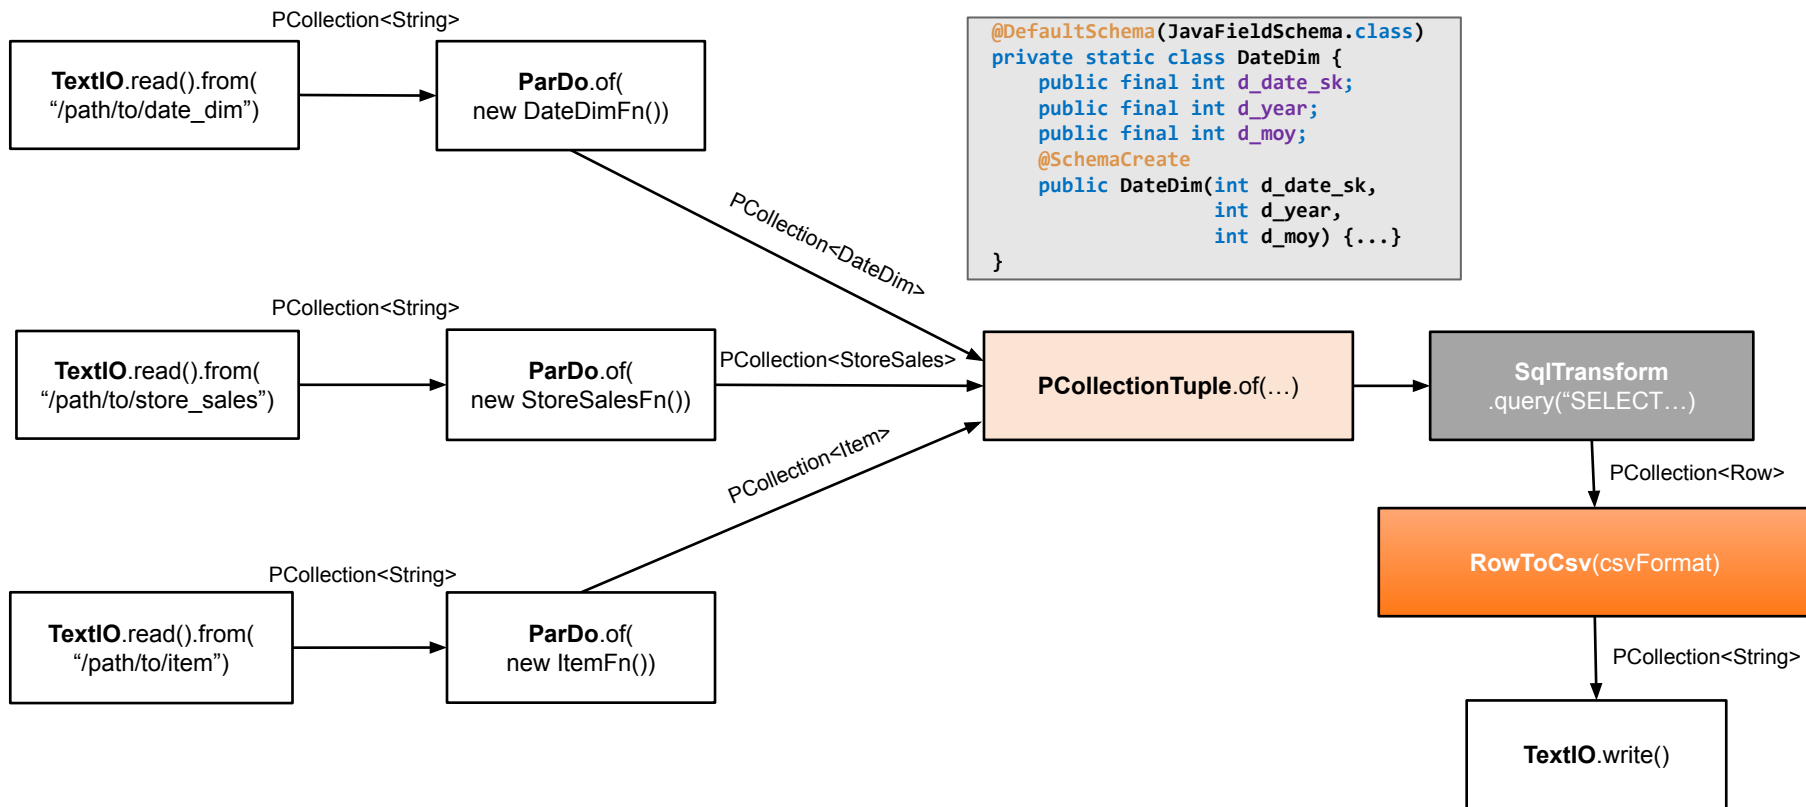 PCollection<String>
TextIO.read().from(
“/path/to/date_dim”)
ParDo.of(
new DateDimFn())
@DefaultSchema(JavaFieldSchema.class)
private static class DateDim {
public final int d_date_sk;
public final int d_year;
public final int d_moy;
@SchemaCreate
public DateDim(int d_date_sk,
int d_year,
int d_moy) {...}
}
PCollection<DateDim>
PCollection<String>
TextIO.read().from(
“/path/to/store_sales”)
ParDo.of(
new StoreSalesFn())
PCollection<StoreSales>
PCollectionTuple.of(…)
SqlTransform
.query(“SELECT…)
PCollection<Item>
PCollection<Row>
RowToCsv(csvFormat)
PCollection<String>
TextIO.read().from(
“/path/to/item”)
ParDo.of(
new ItemFn())
PCollection<String>
TextIO.write()